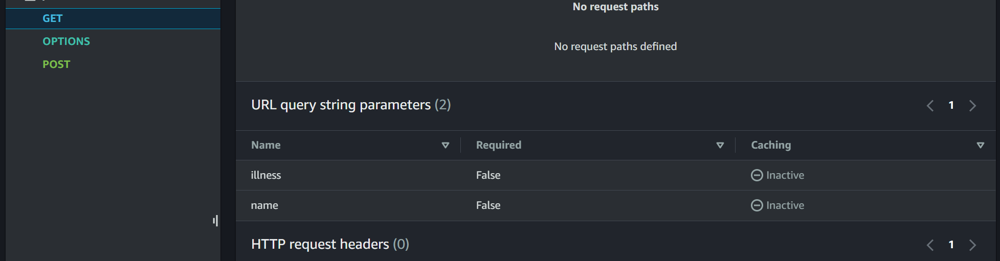 GET
OPTIONS
POST
No request paths
No request paths defined
URL query string parameters (2)
1
Name Required Caching
illness False Inactive
name False Inactive
HTTP request headers (0)
1